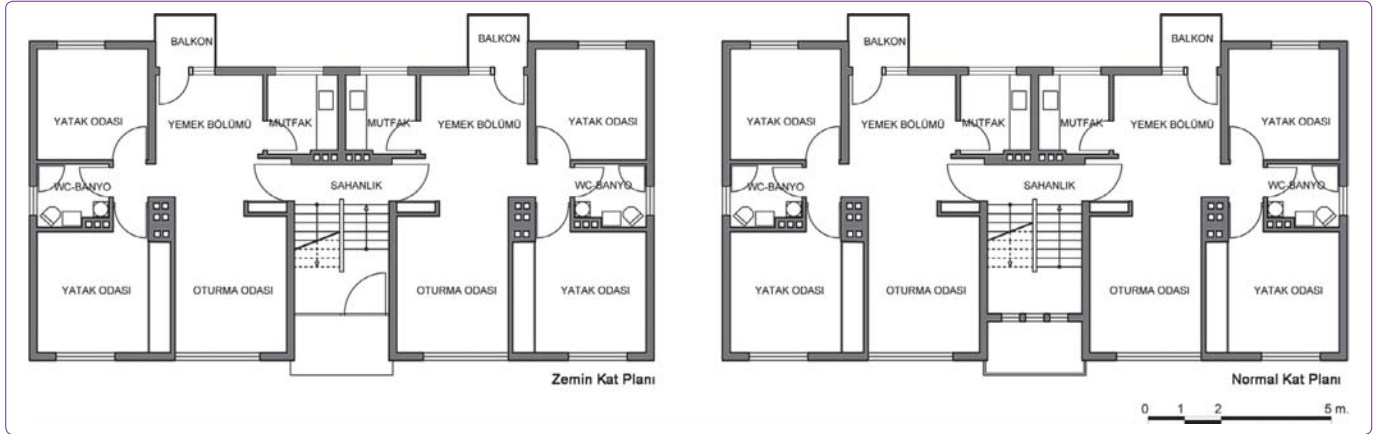 BALKON
BALKON
YATAK ODASI
YEMEK BÖLÜMÜ
MUTFAK
MUTFAK
YEMEK BÖLÜMÜ
YATAK ODASI
WC-BANYO
SAHANLIK
WC-BANYO
YATAK ODASI
OTURMA ODASI
OTURMA ODASI
YATAK ODASI
Zemin Kat Planı
BALKON
BALKON
YATAK ODASI
YEMEK BÖLÜMÜ
MUTFAK
MUTFAK
YEMEK BÖLÜMÜ
YATAK ODASI
WC-BANYO
SAHANLIK
WC-BANYO
YATAK ODASI
OTURMA ODASI
OTURMA ODASI
YATAK ODASI
Normal Kat Planı
0 1 2 5 m.